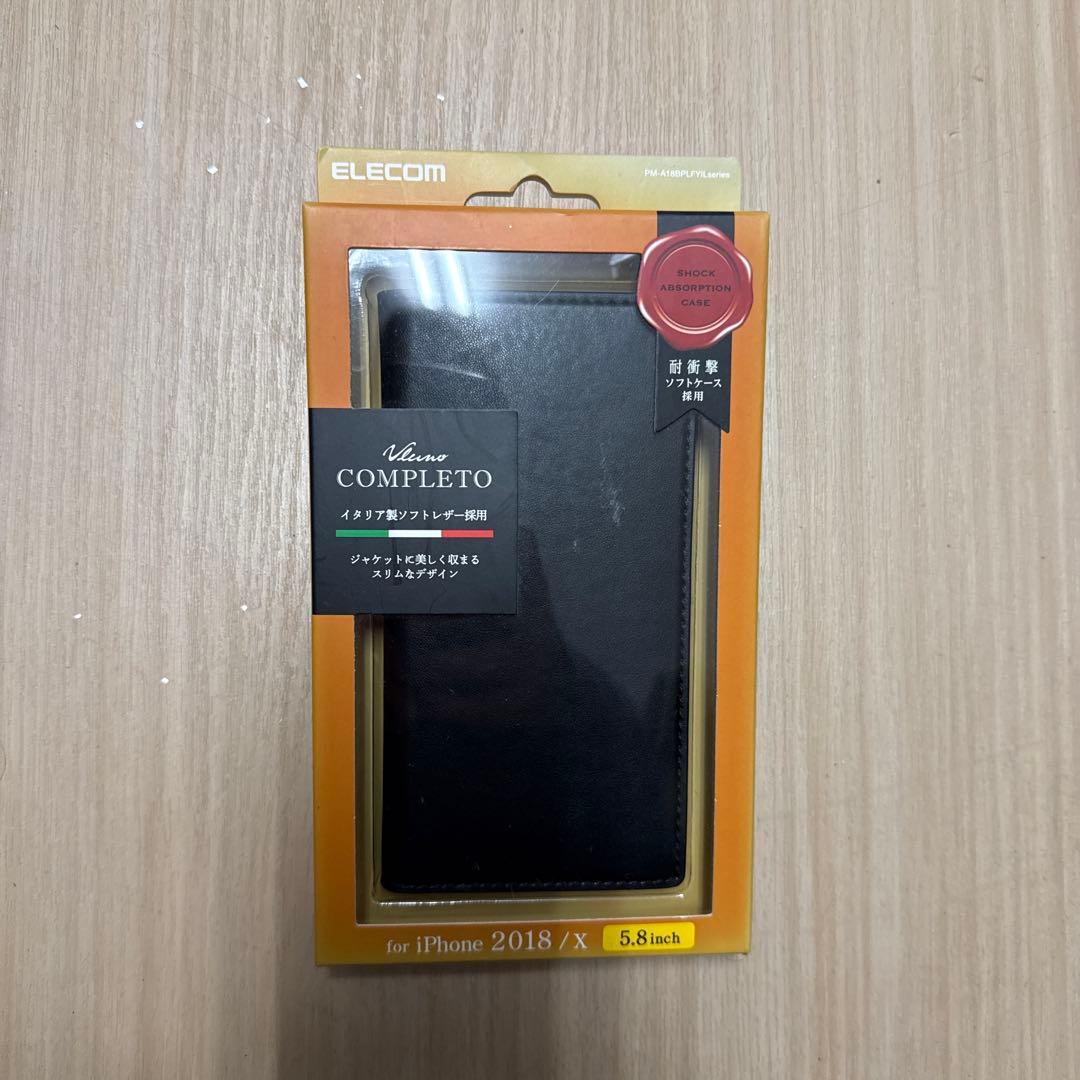 ELECOM
PM-A18BPLFYILseries
SHOCK
ABSORPTION
CASE
耐衝撃
ソフトケース
採用
Vluno
COMPLETO
イタリア製ソフトレザー採用
ジャケットに美しく収まる
スリムなデザイン
for iPhone 2018 / X 5.8inch